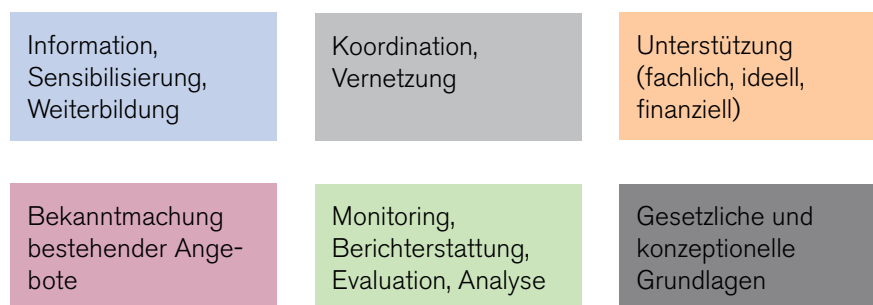 Information,
Sensibilisierung,
Weiterbildung
Koordination,
Vernetzung
Unterstützung
(fachlich, ideell,
finanziell)
Bekanntmachung
bestehender Ange-
bote
Monitoring,
Berichterstattung,
Evaluation, Analyse
Gesetzliche und
konzeptionelle
Grundlagen